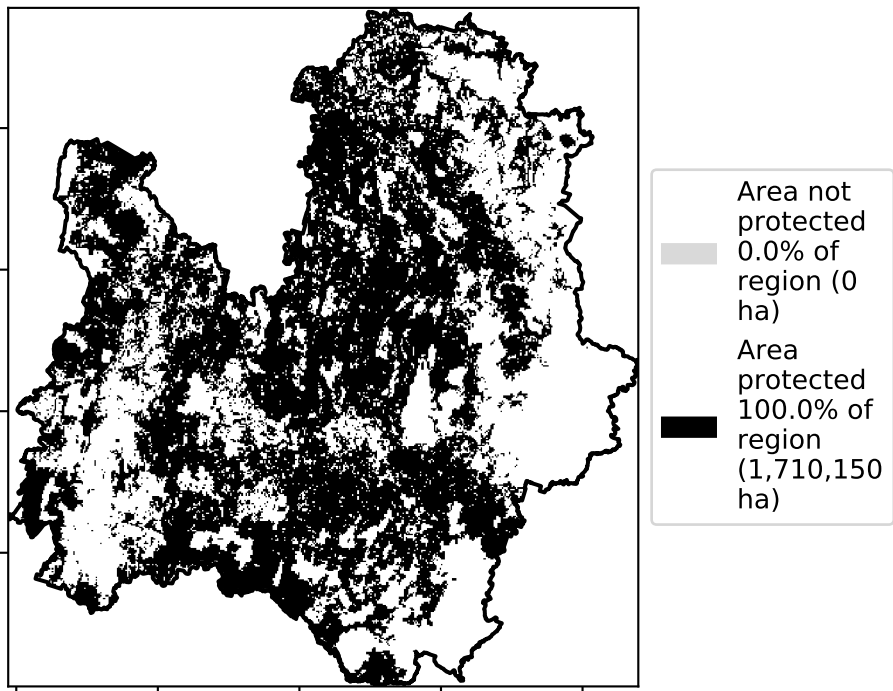 Area not
protected
0.0% of
region (0
ha)
Area
protected
100.0% of
region
(1,710,150
ha)